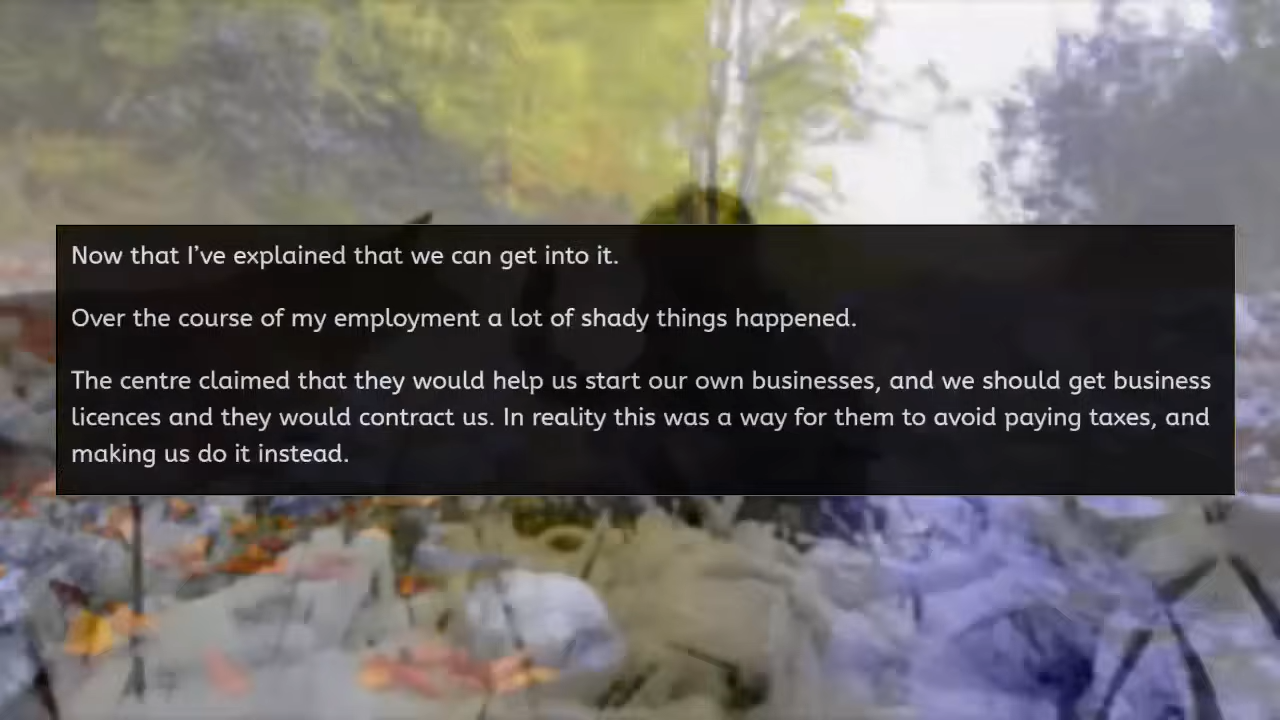 Now that I’ve explained that we can get into it.
Over the course of my employment a lot of shady things happened.
The centre claimed that they would help us start our own businesses, and we should get business
licences and they would contract us. In reality this was a way for them to avoid paying taxes, and
making us do it instead.